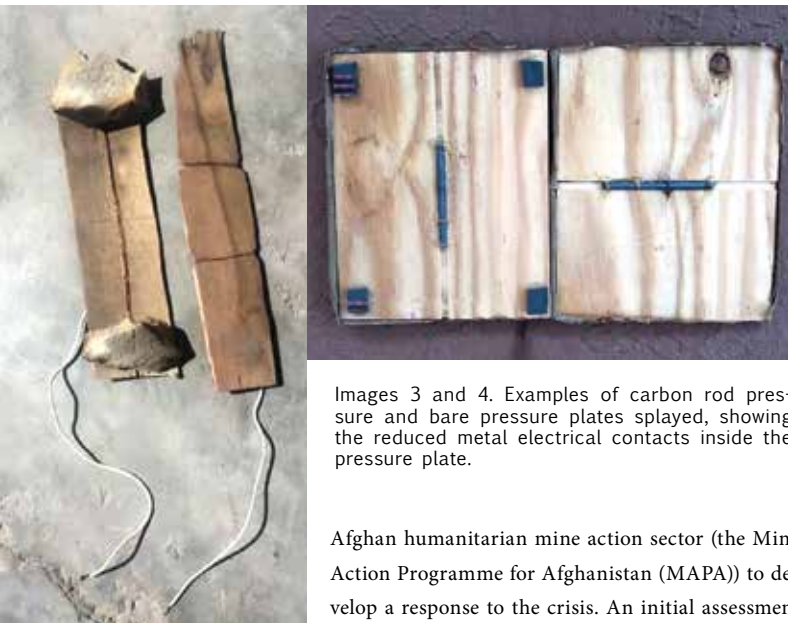 Images 3 and 4. Examples of carbon rod pres-
sure and bare pressure plates splayed, showing
the reduced metal electrical contacts inside the
pressure plate.
Afghan humanitarian mine action sector (the Min
Action Programme for Afghanistan (MAPA)) to de
velop a response to the crisis. An initial assessmen